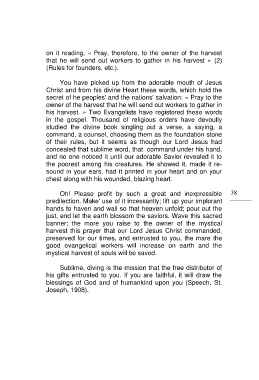 on it reading, « Pray, therefore, to the owner of the harvest
that he will send out workers to gather in his harvest » (2)
(Rules for founders, etc.).
You have picked up from the adorable mouth of Jesus
Christ and from his divine Heart these words, which hold the
secret of he peoples' and the nations' salvation: « Pray to the
owner of the harvest that he will send out workers to gather in
his harvest » Two Evangelists have registered these words
in the gospel. Thousand of religious orders have devoutly
studied the divine book singling out a verse, a saying, a
command, a counsel, choosing them as the foundation stone
of their rules, but it seems as though our Lord Jesus had
concealed that sublime word, that command under his hand,
and no one noticed it until our adorable Savior revealed it to
the poorest among his creatures. He showed it, made it re-
sound in your ears, had it printed in your heart and on your
chest along with his wounded, blazing heart.
Oh! Please profit by such a great and inexpressible
38
predilection. Make' use of it incessantly; lift up your implorant
hands to haven and wail so that heaven unfold; pour out the
just, end let the earth blossom the saviors. Wave this sacred
banner; the more you raise to the owner of the mystical
harvest this prayer that our Lord Jesus Christ commanded,
preserved for our times, and entrusted to you, the mare the
good evangelical workers will increase on earth and the
mystical harvest of souls will be saved.
Sublime, diving is the mission that the free distributor of
his gifts entrusted to you. If you are faithful, it will draw the
blessings of God and of humankind upon you (Speech, St.
Joseph, 1908).